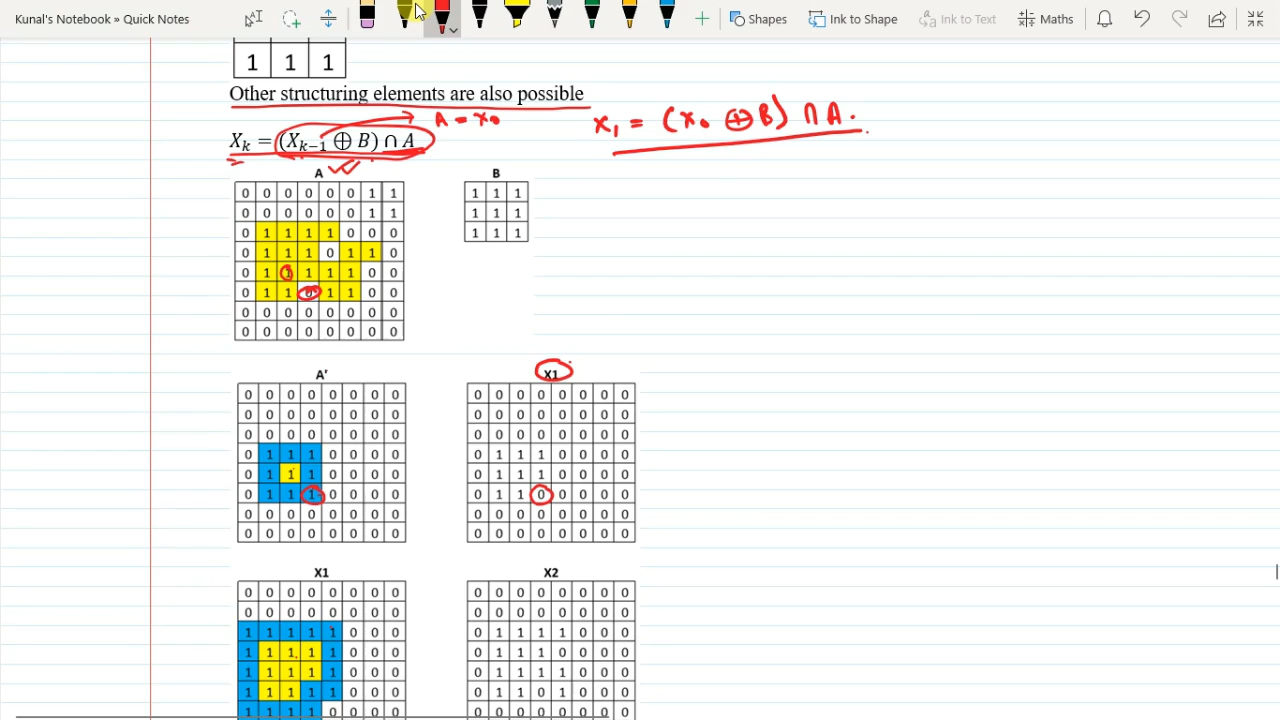 Kunal's Notebook » Quick Notes
Shapes Ink to Shape Ink to Text Maths
1 1 1
Other structuring elements are also possible
X₁ = (X₀ ⊕ B) ∩ A.
A = X₀
Xₖ = (Xₖ₋₁ ⊕ B) ∩ A
A
0 0 0 0 0 0 1 1
0 0 0 0 0 0 1 1
0 1 1 1 1 0 0 0
0 1 1 1 0 1 1 0
0 1 1 1 1 1 0 0
0 1 1 0 1 1 0 0
0 0 0 0 0 0 0 0
0 0 0 0 0 0 0 0
B
1 1 1
1 1 1
1 1 1
A'
0 0 0 0 0 0 0 0
0 0 0 0 0 0 0 0
0 0 0 0 0 0 0 0
0 1 1 1 0 0 0 0
0 1 1 1 0 0 0 0
0 1 1 1 0 0 0 0
0 0 0 0 0 0 0 0
0 0 0 0 0 0 0 0
X1
0 0 0 0 0 0 0 0
0 0 0 0 0 0 0 0
0 0 0 0 0 0 0 0
0 1 1 1 0 0 0 0
0 1 1 1 0 0 0 0
0 1 1 0 0 0 0 0
0 0 0 0 0 0 0 0
0 0 0 0 0 0 0 0
X1
0 0 0 0 0 0 0 0
0 0 0 0 0 0 0 0
1 1 1 1 1 0 0 0
1 1 1 1 1 0 0 0
1 1 1 1 1 0 0 0
1 1 1 1 1 0 0 0
1 1 1 1 0 0 0 0
X2
0 0 0 0 0 0 0 0
0 0 0 0 0 0 0 0
0 1 1 1 1 0 0 0
0 1 1 1 0 0 0 0
0 1 1 1 1 0 0 0
0 1 1 0 1 0 0 0
0 0 0 0 0 0 0 0